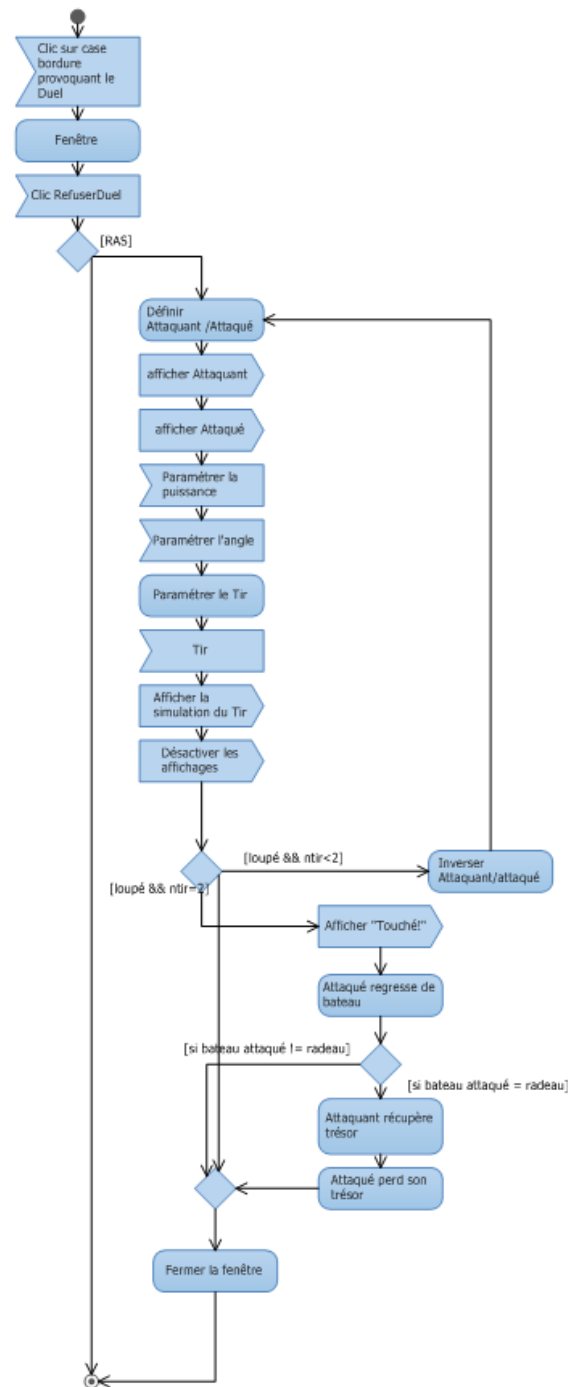 Clic sur case
bordure
provoquant le
Duel
Fenêtre
Clic RefuserDuel
[RAS]
Définir
Attaquant /Attaqué
afficher Attaquant
afficher Attaqué
Paramétrer la
puissance
Paramétrer l'angle
Paramétrer le Tir
Tir
Afficher la
simulation du Tir
Désactiver les
affichages
[loupé && ntir<2]
Inverser
Attaquant/attaqué
[loupé && ntir=2]
Afficher "Touché!"
Attaqué regresse de
bateau
[si bateau attaqué != radeau]
[si bateau attaqué = radeau]
Attaquant récupère
trésor
Attaqué perd son
trésor
Fermer la fenêtre